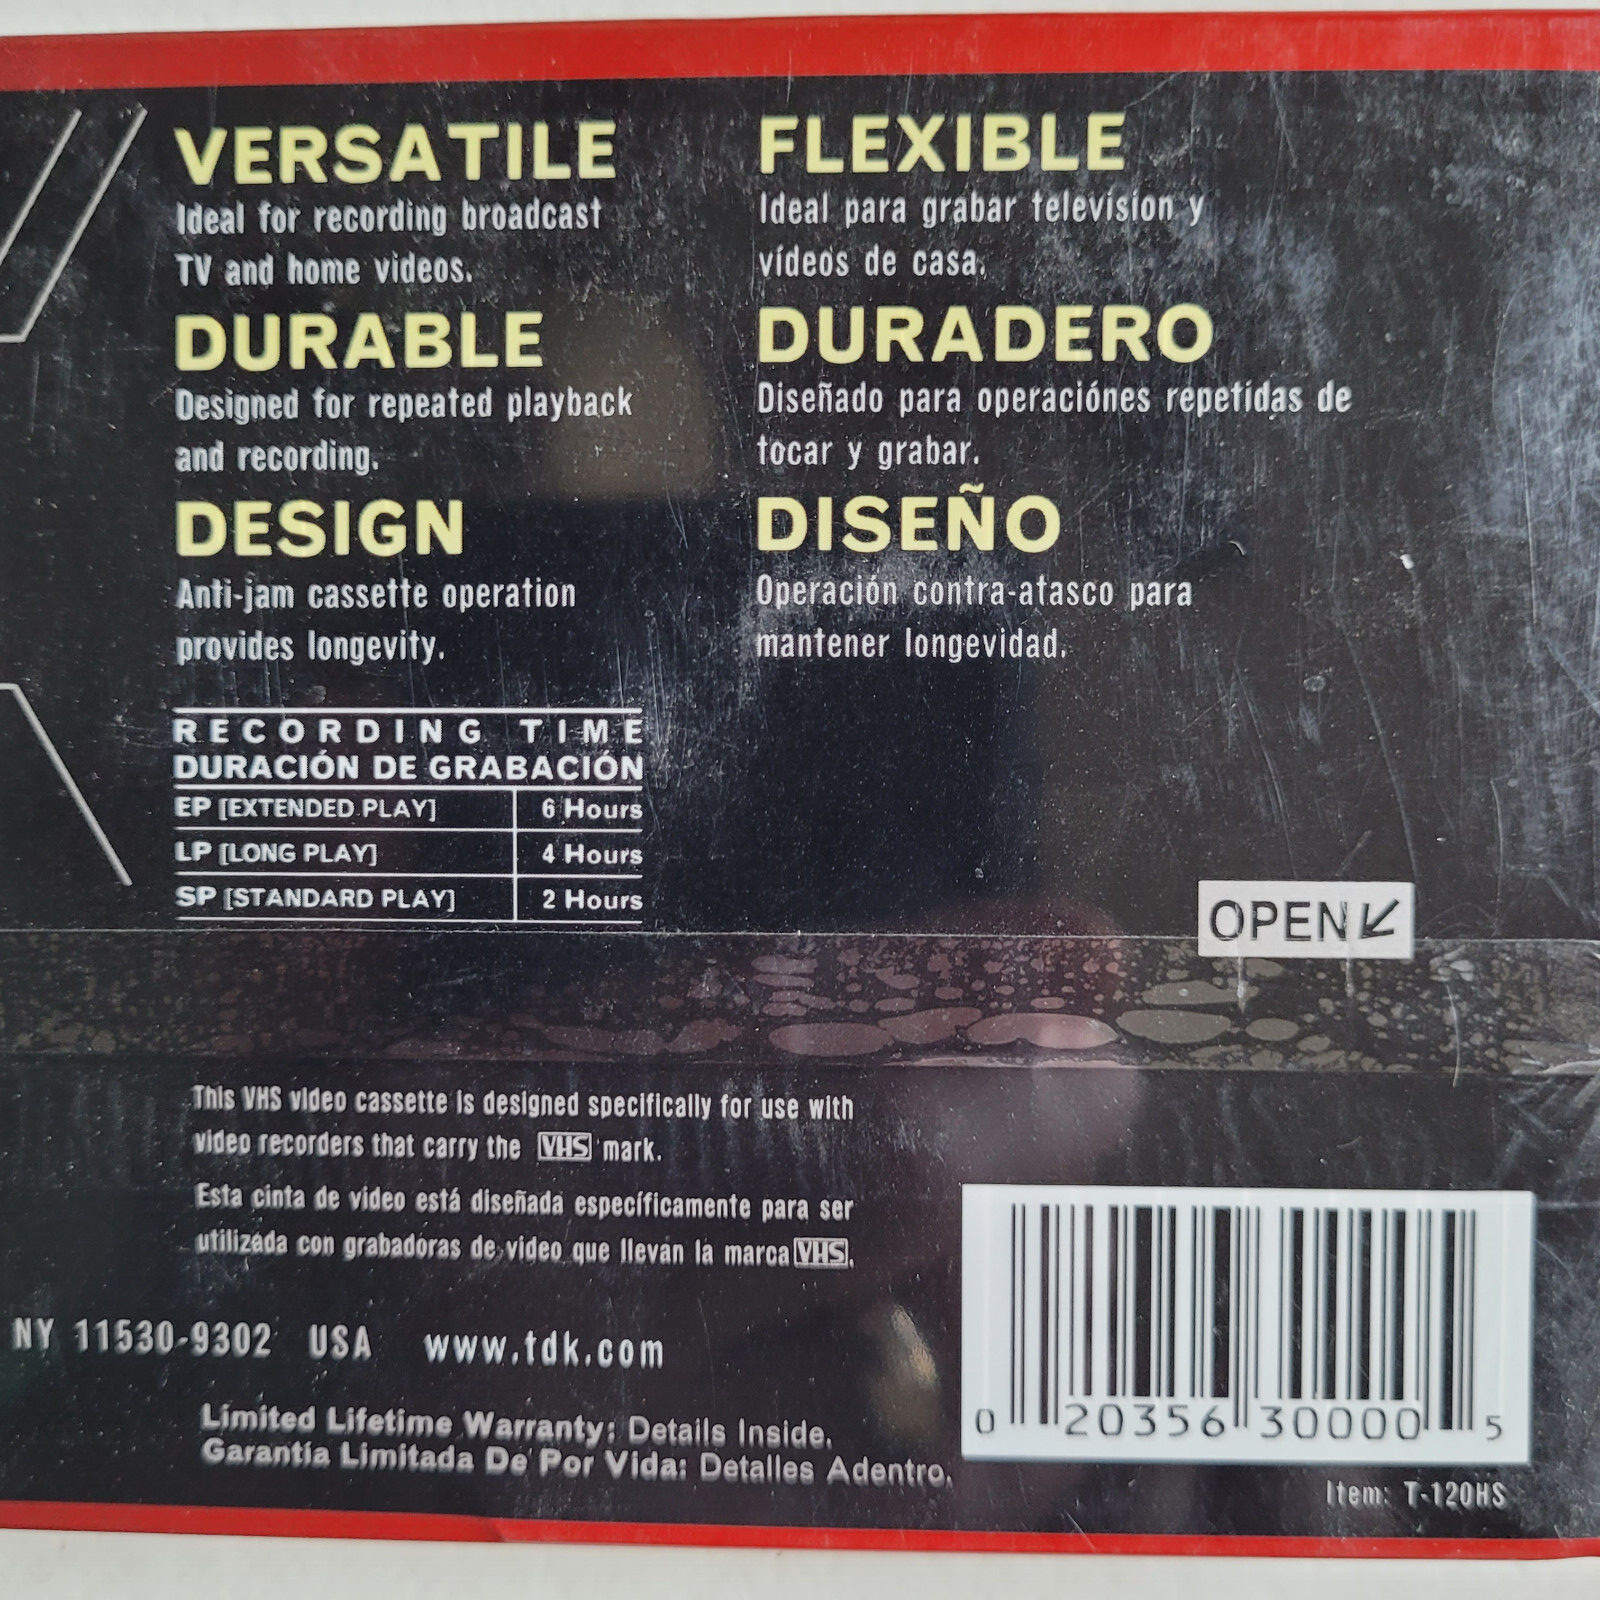 VERSATILE
Ideal for recording broadcast
TV and home videos.
DURABLE
Designed for repeated playback
and recording.
DESIGN
Anti-jam cassette operation
provides longevity.
FLEXIBLE
Ideal para grabar television y
vídeos de casa.
DURADERO
Diseñado para operaciónes repetidas de
tocar y grabar.
DISEÑO
Operación contra-atasco para
mantener longevidad.
RECORDING TIME
DURACIÓN DE GRABACIÓN
EP [EXTENDED PLAY] 6 Hours
LP [LONG PLAY] 4 Hours
SP [STANDARD PLAY] 2 Hours
OPEN
This VHS video cassette is designed specifically for use with
video recorders that carry the VHS mark.
Esta cinta de video está diseñada específicamente para ser
utilizada con grabadoras de video que llevan la marca VHS.
NY 11530-9302 USA www.tdk.com
Limited Lifetime Warranty: Details Inside.
Garantía Limitada De Por Vida: Detalles Adentro.
0 20356 30000 5
Item: T-120HS